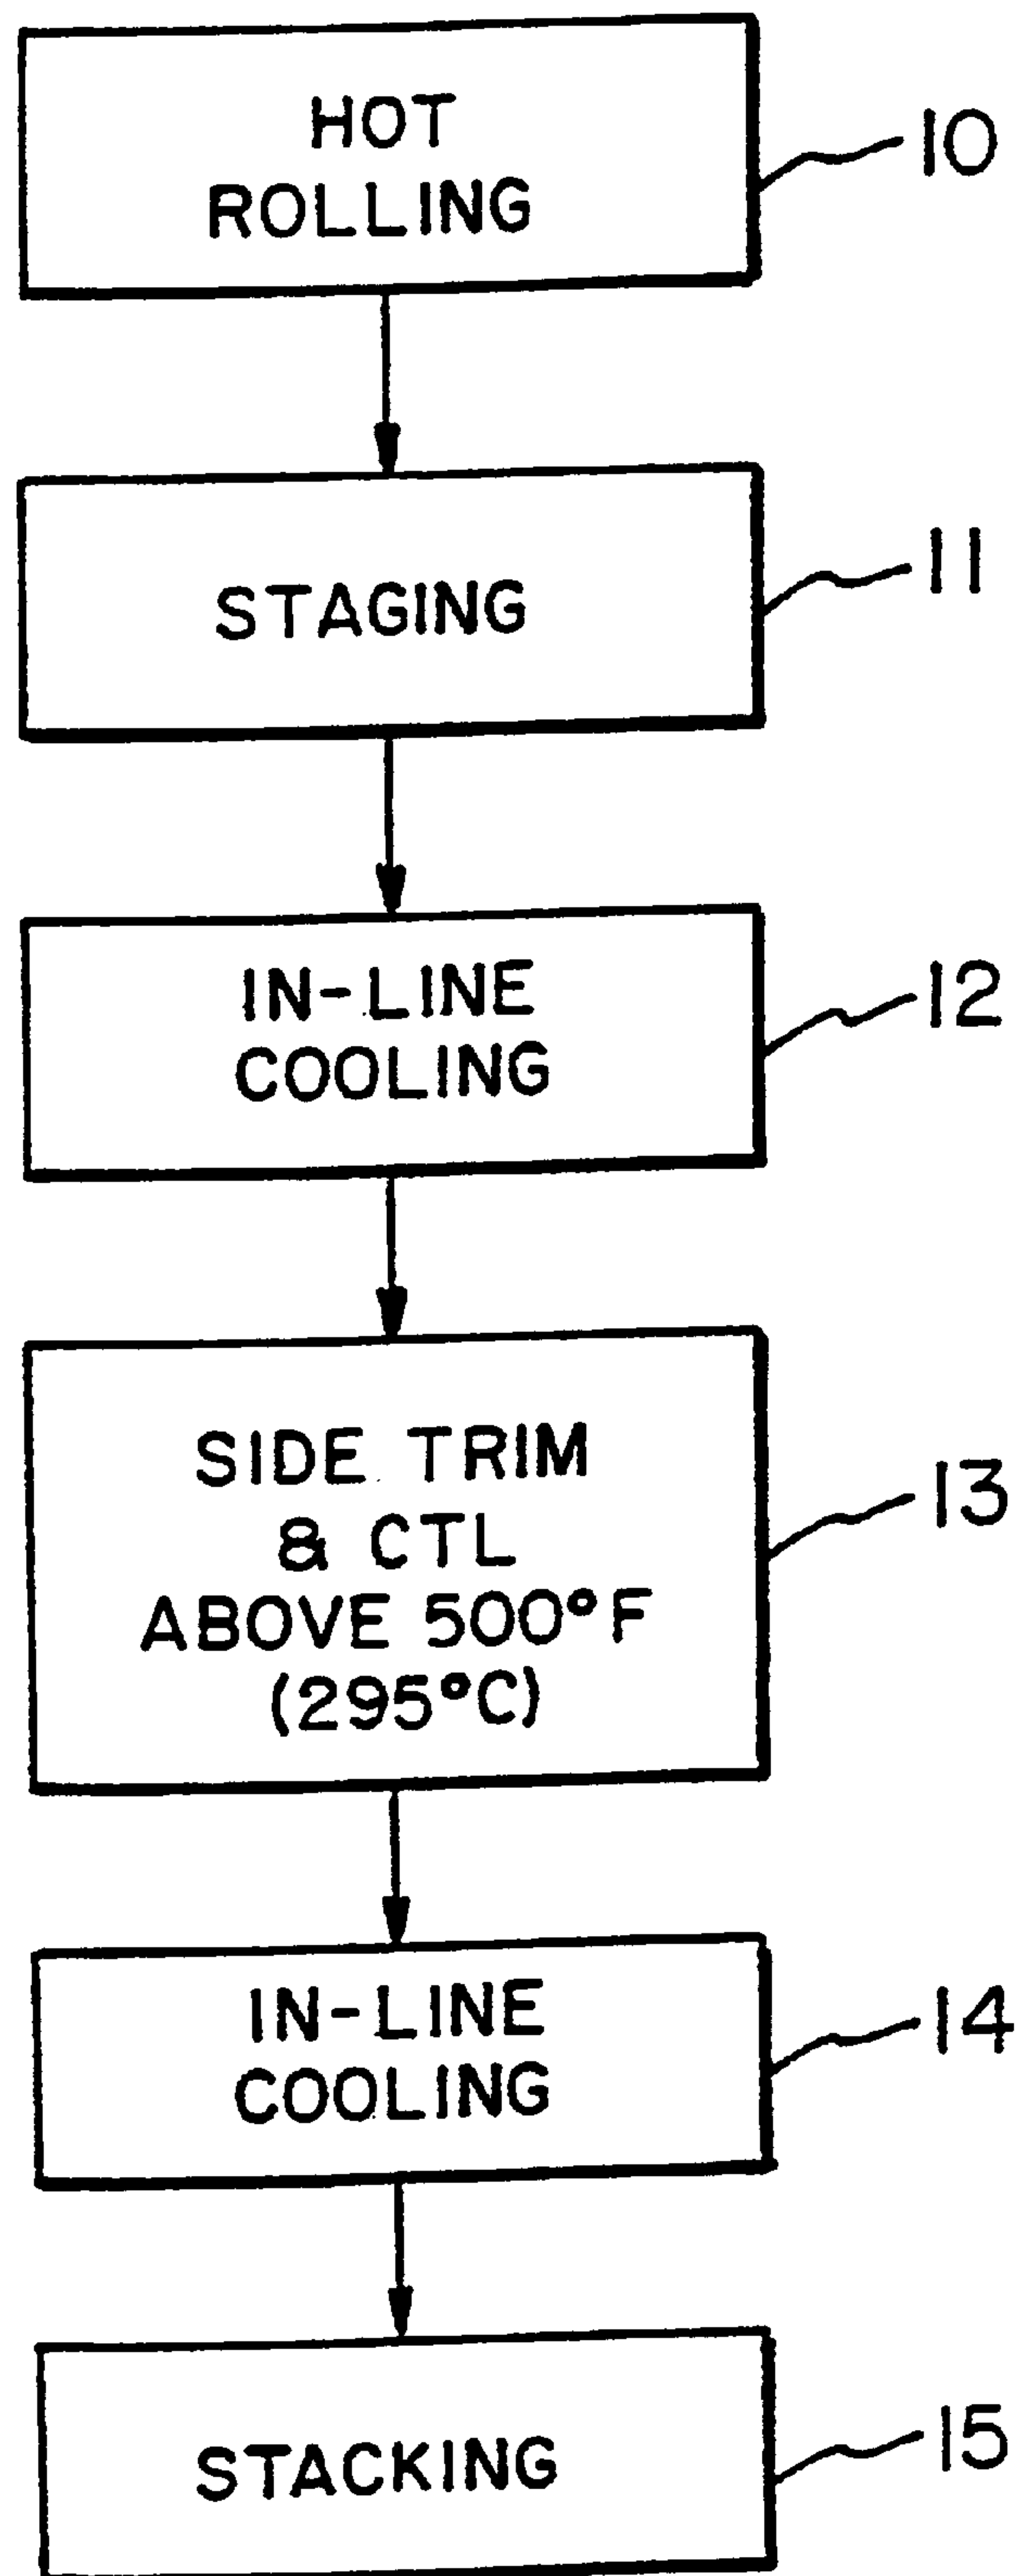 HOT
ROLLING
10
STAGING
11
IN-LINE
COOLING
12
SIDE TRIM
& CTL
ABOVE 500°F
(295°C)
13
IN-LINE
COOLING
14
STACKING
15